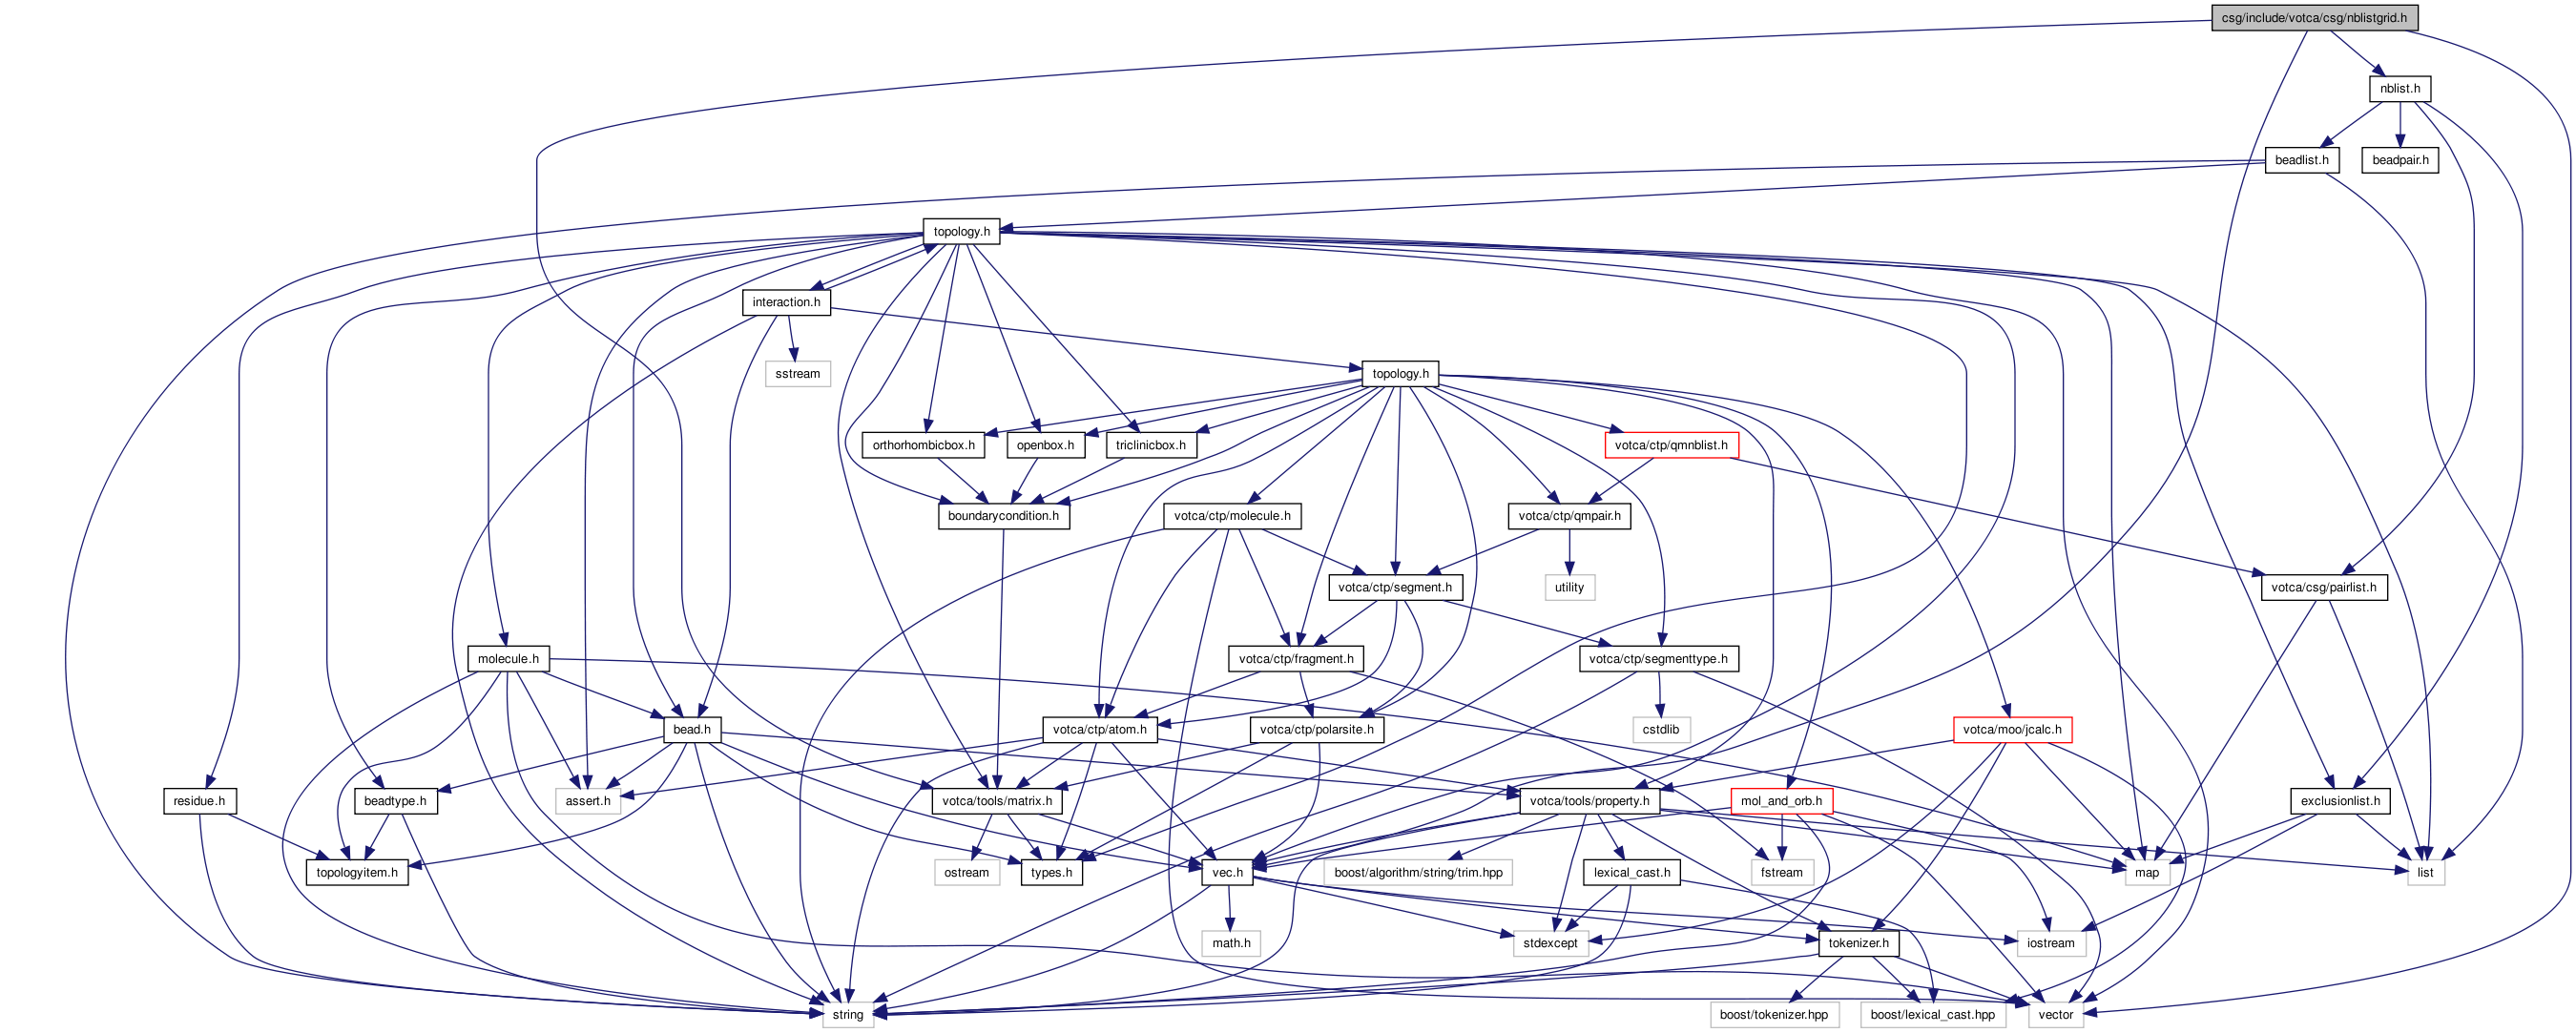 csg/include/votca/csg/nblistgrid.h
nblist.h
beadlist.h
beadpair.h
topology.h
interaction.h
sstream
topology.h
orthorhombicbox.h
openbox.h
triclinicbox.h
votca/ctp/qmnblist.h
boundarycondition.h
votca/ctp/molecule.h
votca/ctp/qmpair.h
votca/ctp/segment.h
utility
votca/csg/pairlist.h
molecule.h
votca/ctp/fragment.h
votca/ctp/segmenttype.h
bead.h
votca/ctp/atom.h
votca/ctp/polarsite.h
cstdlib
votca/moo/jcalc.h
residue.h
beadtype.h
assert.h
votca/tools/matrix.h
votca/tools/property.h
mol_and_orb.h
exclusionlist.h
topologyitem.h
ostream
types.h
vec.h
boost/algorithm/string/trim.hpp
lexical_cast.h
fstream
map
list
math.h
stdexcept
tokenizer.h
iostream
string
boost/tokenizer.hpp
boost/lexical_cast.hpp
vector